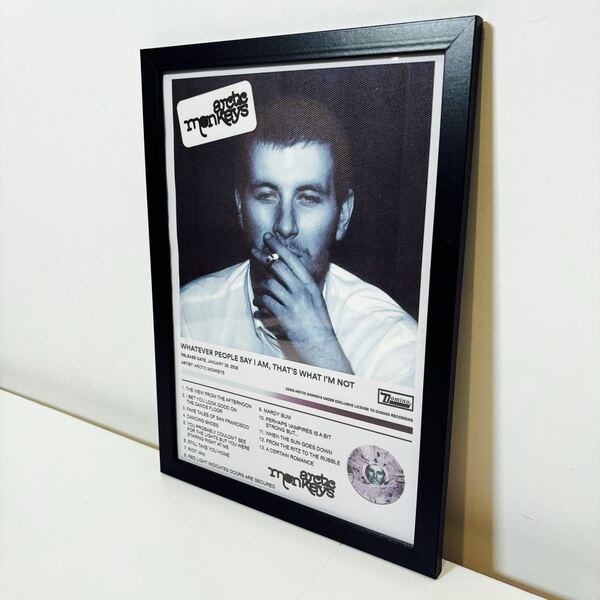 arctic
monkeys
WHATEVER PEOPLE SAY I AM, THAT'S WHAT I'M NOT
RELEASE DATE: JANUARY 29, 2006
ARTIST: ARCTIC MONKEYS
Domino
2005 ARCTIC MONKEYS UNDER EXCLUSIVE LICENSE TO DOMINO RECORDING
1. THE VIEW FROM THE AFTERNOON
2. I BET YOU LOOK GOOD ON
THE DANCE FLOOR
3. FAKE TALES OF SAN FRANCISCO
4. DANCING SHOES
5. YOU PROBABLY COULDN'T SEE
FOR THE LIGHTS BUT YOU WERE
STARING RIGHT AT ME
6. STILL TAKE YOU HOME
7. RIOT VAN
8. RED LIGHT INDICATES DOORS ARE SECURED
9. MARDY BUM
10. PERHAPS VAMPIRES IS A BIT
STRONG BUT...
11. WHEN THE SUN GOES DOWN
12. FROM THE RITZ TO THE RUBBLE
13. A CERTAIN ROMANCE
arctic
monkeys